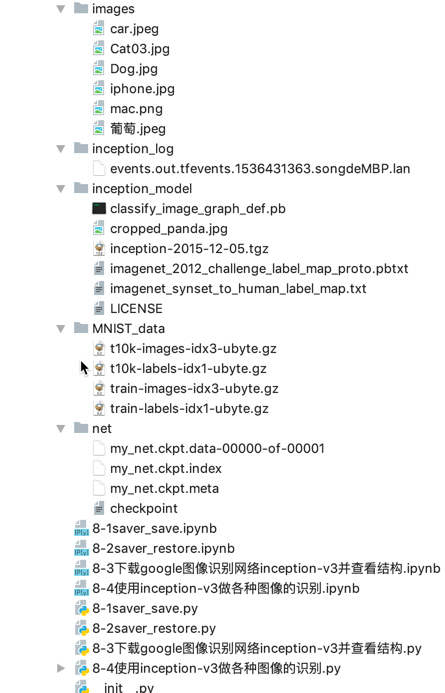 images
car.jpeg
Cat03.jpg
Dog.jpg
iphone.jpg
mac.png
葡萄.jpeg
inception_log
events.out.tfevents.1536431363.songdeMBP.lan
inception_model
classify_image_graph_def.pb
cropped_panda.jpg
inception-2015-12-05.tgz
imagenet_2012_challenge_label_map_proto.pbtxt
imagenet_synset_to_human_label_map.txt
LICENSE
MNIST_data
t10k-images-idx3-ubyte.gz
t10k-labels-idx1-ubyte.gz
train-images-idx3-ubyte.gz
train-labels-idx1-ubyte.gz
net
my_net.ckpt.data-00000-of-00001
my_net.ckpt.index
my_net.ckpt.meta
checkpoint
8-1saver_save.ipynb
8-2saver_restore.ipynb
8-3下载google图像识别网络inception-v3并查看结构.ipynb
8-4使用inception-v3做各种图像的识别.ipynb
8-1saver_save.py
8-2saver_restore.py
8-3下载google图像识别网络inception-v3并查看结构.py
8-4使用inception-v3做各种图像的识别.py
__init__.py